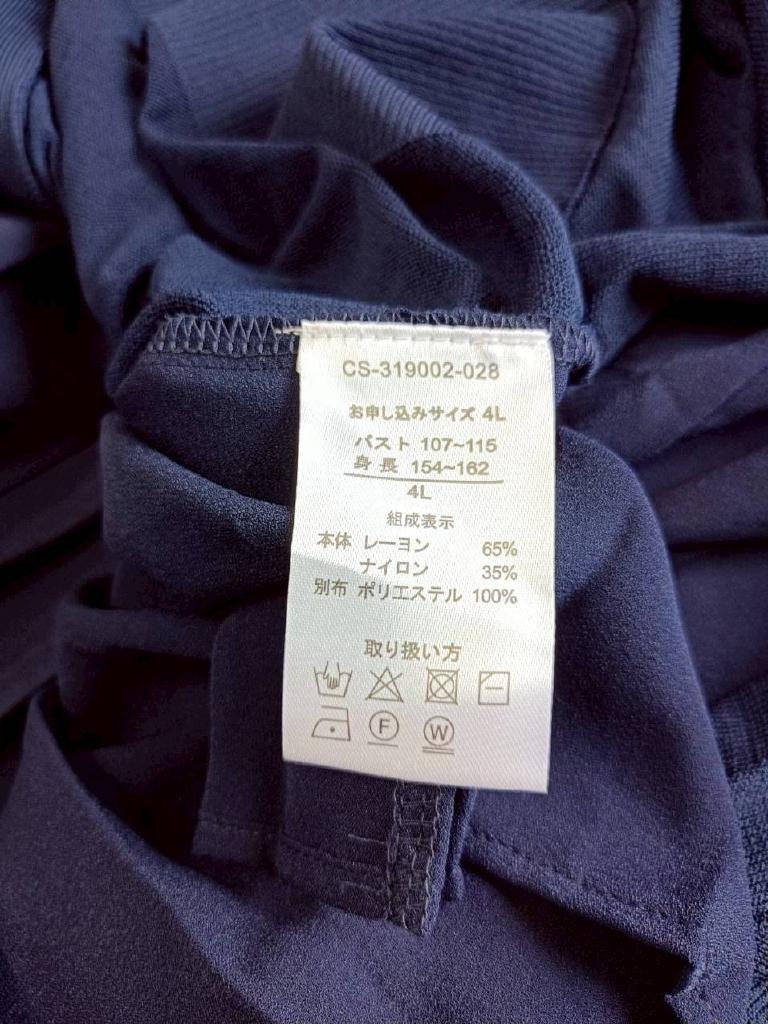 CS-319002-028
お申し込みサイズ 4L
バスト 107~115
身長 154~162
4L
組成表示
本体 レーヨン 65%
ナイロン 35%
別布 ポリエステル 100%
取り扱い方
F W